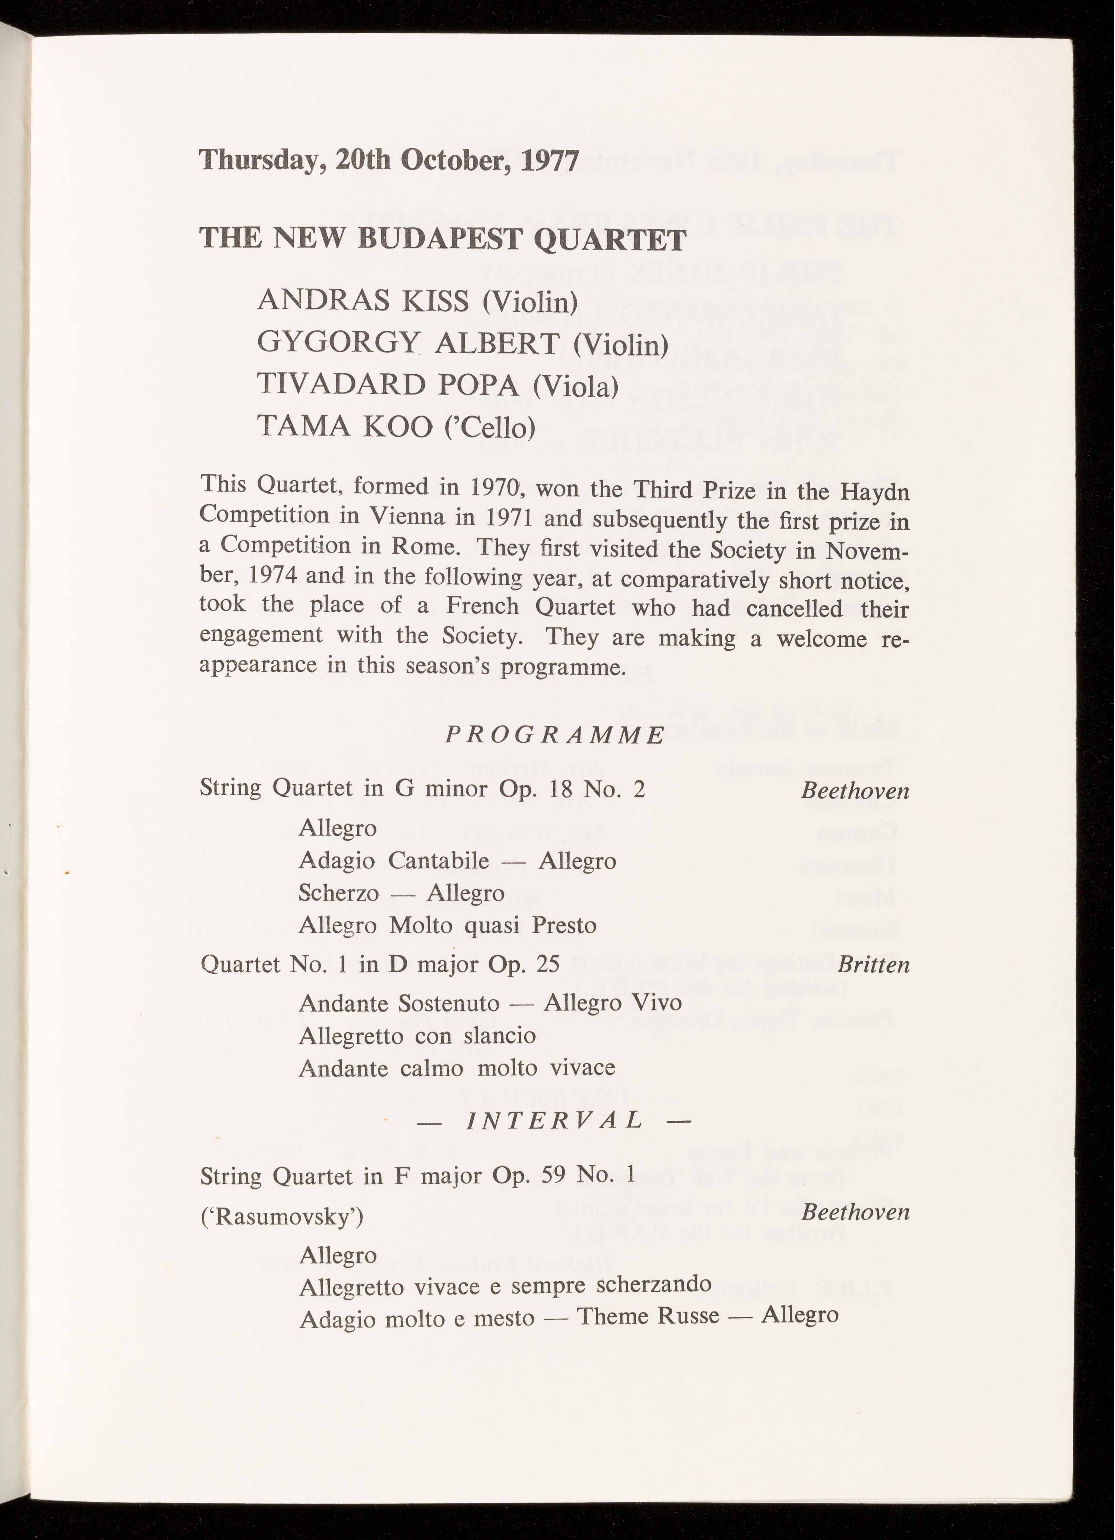 Thursday, 20th October, 1977
THE NEW BUDAPEST QUARTET
ANDRAS KISS (Violin)
GYGORGY ALBERT (Violin)
TIVADARD POPA (Viola)
TAMA KOO (’Cello)
This Quartet, formed in 1970, won the Third Prize in the Haydn
Competition in Vienna in 1971 and subsequently the first prize in
a Competition in Rome. They first visited the Society in Novem-
ber, 1974 and in the following year, at comparatively short notice,
took the place of a French Quartet who had cancelled their
engagement with the Society. They are making a welcome re-
appearance in this season’s programme.
PROGRAMME
String Quartet in G minor Op. 18 No. 2 Beethoven
Allegro
Adagio Cantabile — Allegro
Scherzo — Allegro
Allegro Molto quasi Presto
Quartet No. 1 in D major Op. 25 Britten
Andante Sostenuto — Allegro Vivo
Allegretto con slancio
Andante calmo molto vivace
— INTERVAL —
String Quartet in F major Op. 59 No. 1
(‘Rasumovsky’) Beethoven
Allegro
Allegretto vivace e sempre scherzando
Adagio molto e mesto — Theme Russe — Allegro